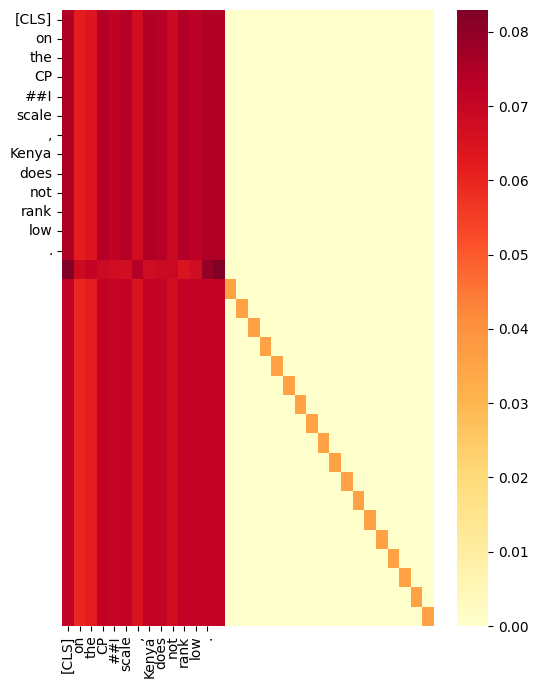 [CLS]
on
the
CP
##I
scale
,
Kenya
does
not
rank
low
.
0.08
0.07
0.06
0.05
0.04
0.03
0.02
0.01
0.00
[CLS] on the CP ##I scale , Kenya does not rank low .